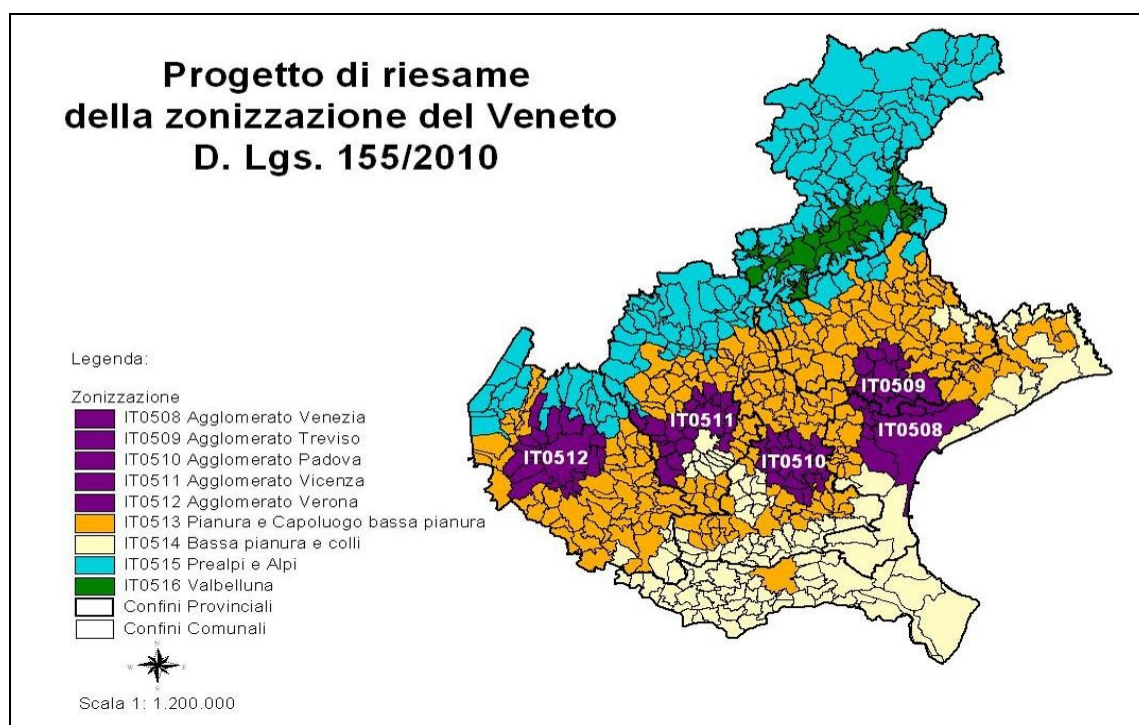 Progetto di riesame
della zonizzazione del Veneto
D. Lgs. 155/2010
IT0509
IT0511
IT0508
IT0512
IT0510
Legenda:
Zonizzazione
IT0508 Agglomerato Venezia
IT0509 Agglomerato Treviso
IT0510 Agglomerato Padova
IT0511 Agglomerato Vicenza
IT0512 Agglomerato Verona
IT0513 Pianura e Capoluogo bassa pianura
IT0514 Bassa pianura e colli
IT0515 Prealpi e Alpi
IT0516 Valbelluna
Confini Provinciali
Confini Comunali
N
W E
S
Scala 1: 1.200.000